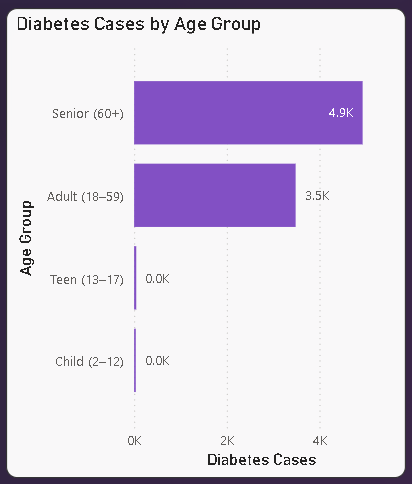 Diabetes Cases by Age Group
Senior (60+)
4.9K
Adult (18–59)
3.5K
Teen (13–17)
0.0K
Child (2–12)
0.0K
Age Group
0K 2K 4K
Diabetes Cases